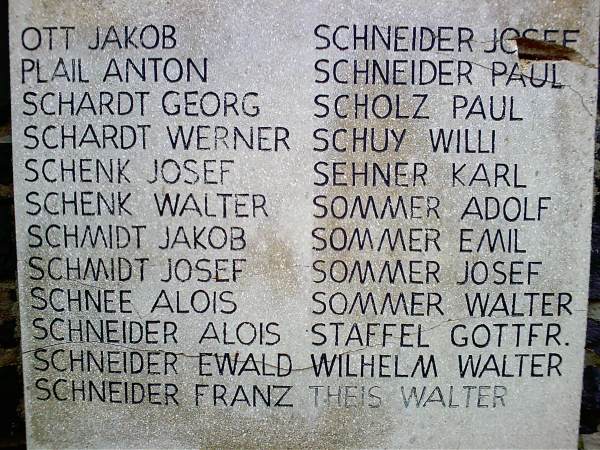 OTT JAKOB
PLAIL ANTON
SCHARDT GEORG
SCHARDT WERNER
SCHENK JOSEF
SCHENK WALTER
SCHMIDT JAKOB
SCHMIDT JOSEF
SCHNEE ALOIS
SCHNEIDER ALOIS
SCHNEIDER EWALD
SCHNEIDER FRANZ
SCHNEIDER JOSEF
SCHNEIDER PAUL
SCHOLZ PAUL
SCHUY WILLI
SEHNER KARL
SOMMER ADOLF
SOMMER EMIL
SOMMER JOSEF
SOMMER WALTER
STAFFEL GOTTFR.
WILHELM WALTER
THEIS WALTER